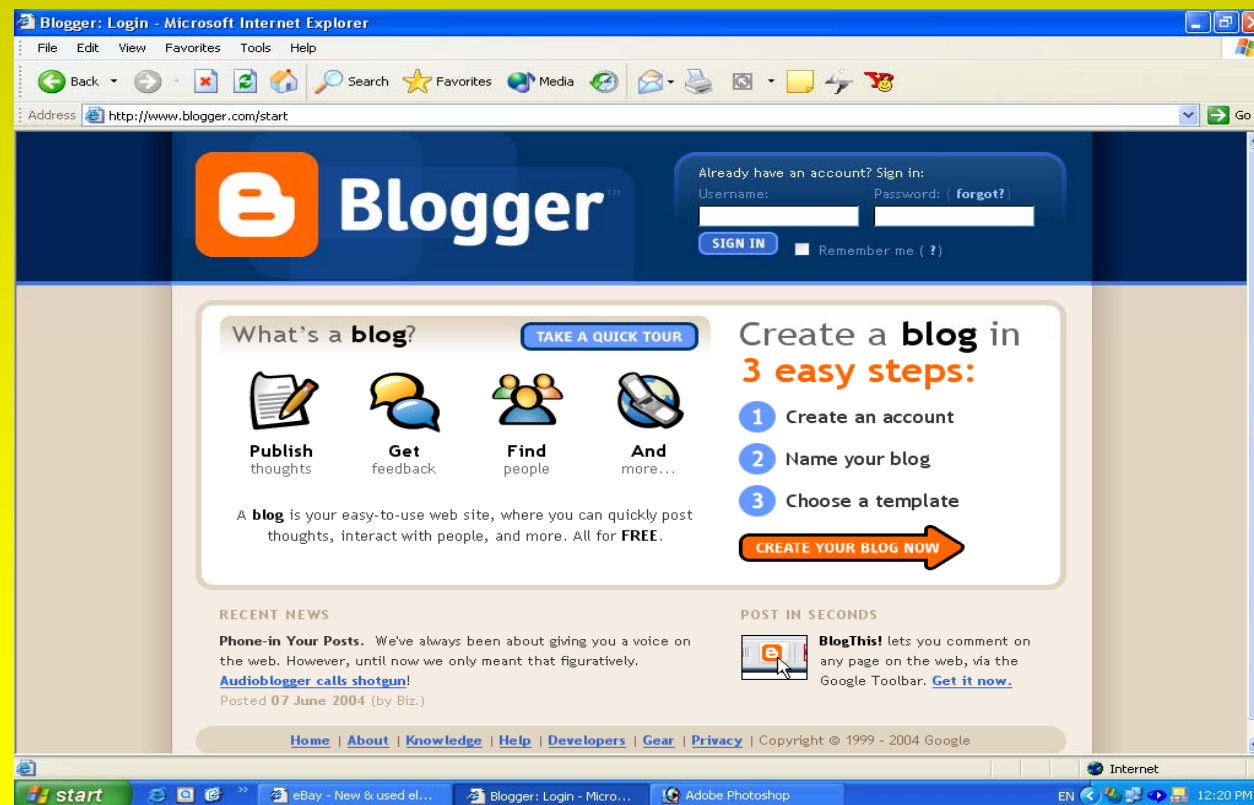 Blogger: Login - Microsoft Internet Explorer
File Edit View Favorites Tools Help
Back Search Favorites Media
Address http://www.blogger.com/start Go
Blogger™
Already have an account? Sign in:
Username: Password: ( forgot?)
SIGN IN Remember me ( ?)
What's a blog?
TAKE A QUICK TOUR
Publish Get Find And
thoughts feedback people more...
A blog is your easy-to-use web site, where you can quickly post
thoughts, interact with people, and more. All for FREE.
Create a blog in
3 easy steps:
1 Create an account
2 Name your blog
3 Choose a template
CREATE YOUR BLOG NOW
RECENT NEWS
Phone-in Your Posts. We've always been about giving you a voice on
the web. However, until now we only meant that figuratively.
Audioblogger calls shotgun!
Posted 07 June 2004 (by Biz.)
POST IN SECONDS
BlogThis! lets you comment on
any page on the web, via the
Google Toolbar. Get it now.
Home | About | Knowledge | Help | Developers | Gear | Privacy | Copyright © 1999 - 2004 Google
Internet
start eBay - New & used el... Blogger: Login - Micro... Adobe Photoshop EN 12:20 PM